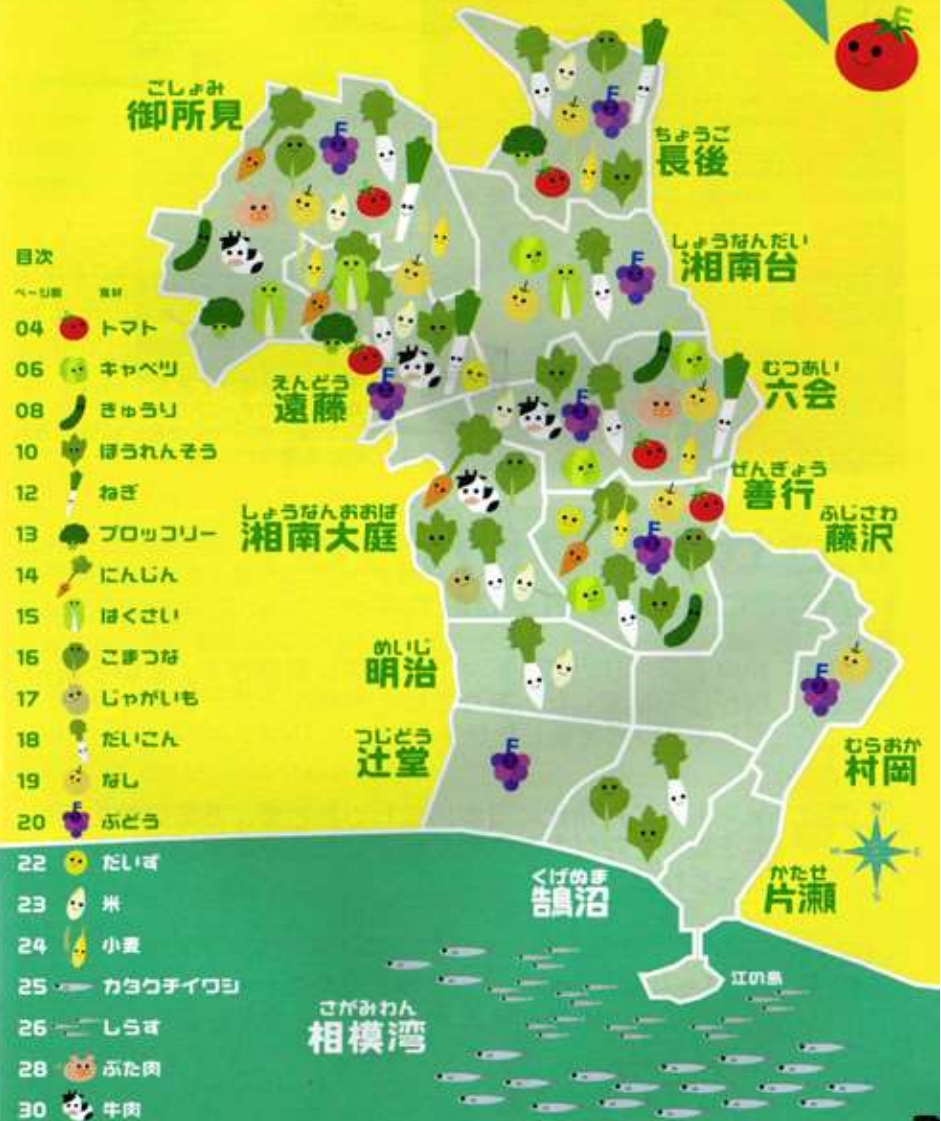 ごしょみ
御所見
ちょうご
長後
しょうなんだい
湘南台
えんどう
遠藤
むつあい
六会
ぜんぎょう
善行
しょうなんおおば
湘南大庭
ふじさわ
藤沢
めいじ
明治
つじどう
辻堂
むらおか
村岡
くげぬま
鵠沼
かたせ
片瀬
江の島
さがみわん
相模湾
目次
食材
04 トマト
06 キャベツ
08 きゅうり
10 ほうれんそう
12 ねぎ
13 ブロッコリー
14 にんじん
15 はくさい
16 こまつな
17 じゃがいも
18 だいこん
19 なし
20 ぶどう
22 だいず
23 米
24 小麦
25 カタクチイワシ
26 しらす
28 ぶた肉
30 牛肉